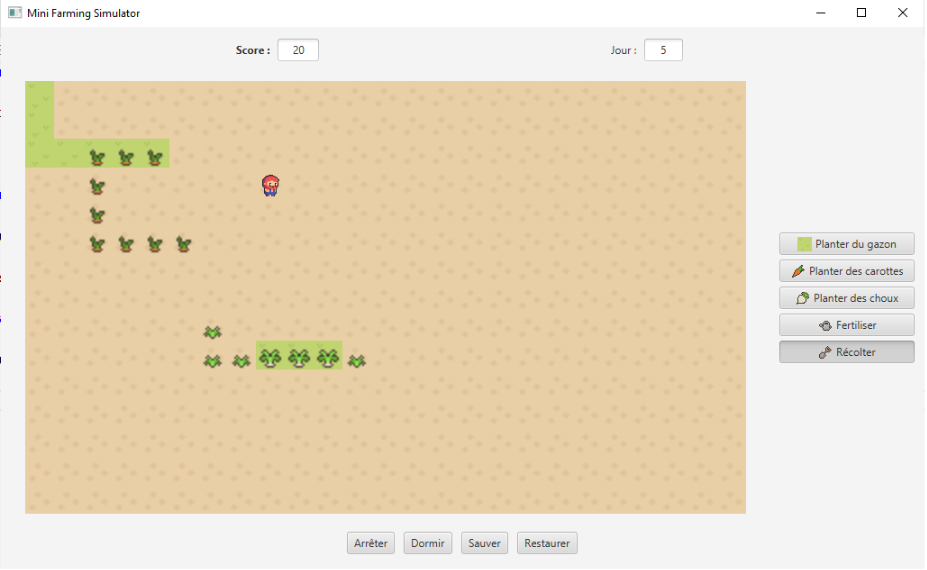 Mini Farming Simulator
Score : 20 Jour : 5
Planter du gazon
Planter des carottes
Planter des choux
Fertiliser
Récolter
Arrêter Dormir Sauver Restaurer